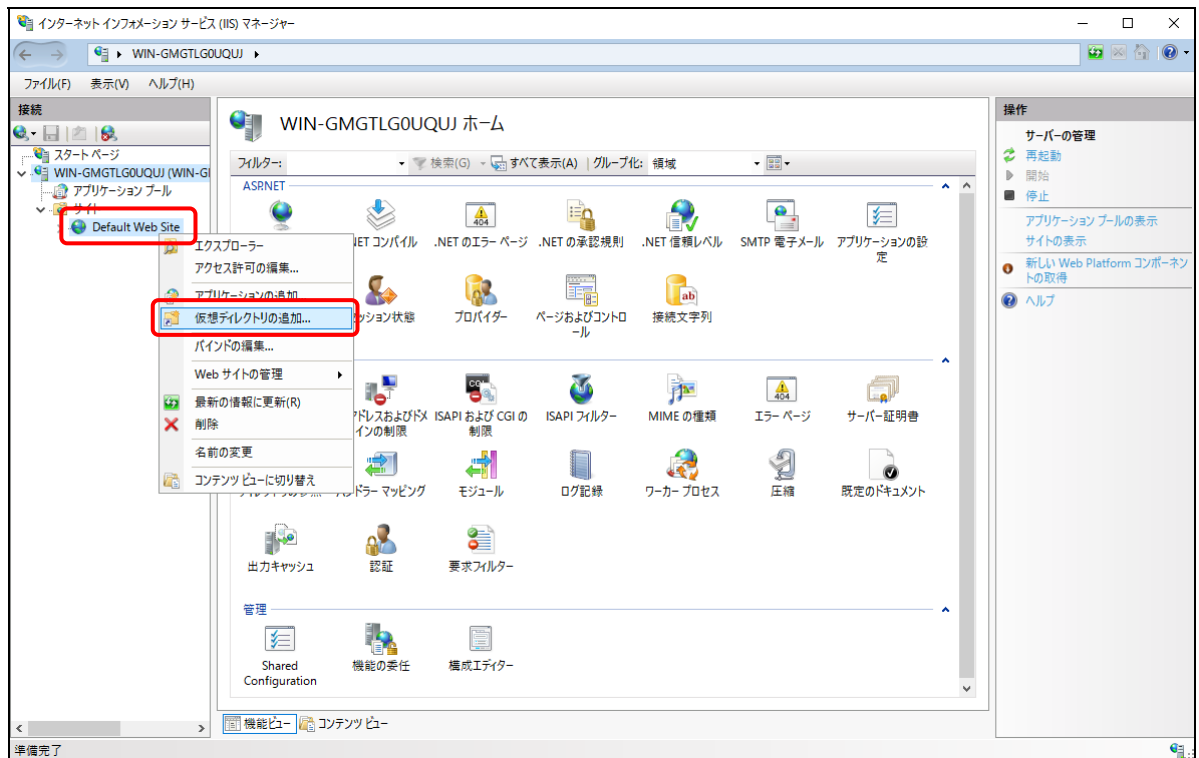 インターネット インフォメーション サービス (IIS) マネージャー
WIN-GMGTLG0UQUJ
ファイル(F) 表示(V) ヘルプ(H)
接続
スタート ページ
WIN-GMGTLG0UQUJ (WIN-G
アプリケーション プール
サイト
Default Web Site
エクスプローラー
アクセス許可の編集...
アプリケーションの追加...
仮想ディレクトリの追加...
バインドの編集...
Web サイトの管理
最新の情報に更新(R)
削除
名前の変更
コンテンツ ビューに切り替え
WIN-GMGTLG0UQUJ ホーム
フィルター: 検索(G) すべて表示(A) グループ化: 領域
ASP.NET
.NET コンパイル .NET のエラー ページ .NET の承認規則 .NET 信頼レベル SMTP 電子メール アプリケーションの設
定
ッション状態 プロバイダー ページおよびコントロ 接続文字列
ール
アドレスおよびドメ ISAPI および CGI の ISAPI フィルター MIME の種類 エラー ページ サーバー証明書
インの制限 制限
ディレクトリの参照 ハンドラー マッピング モジュール ログ記録 ワーカー プロセス 圧縮 既定のドキュメント
出力キャッシュ 認証 要求フィルター
管理
Shared 機能の委任 構成エディター
Configuration
機能ビュー コンテンツ ビュー
操作
サーバーの管理
再起動
開始
停止
アプリケーション プールの表示
サイトの表示
新しい Web Platform コンポーネン
トの取得
ヘルプ
準備完了